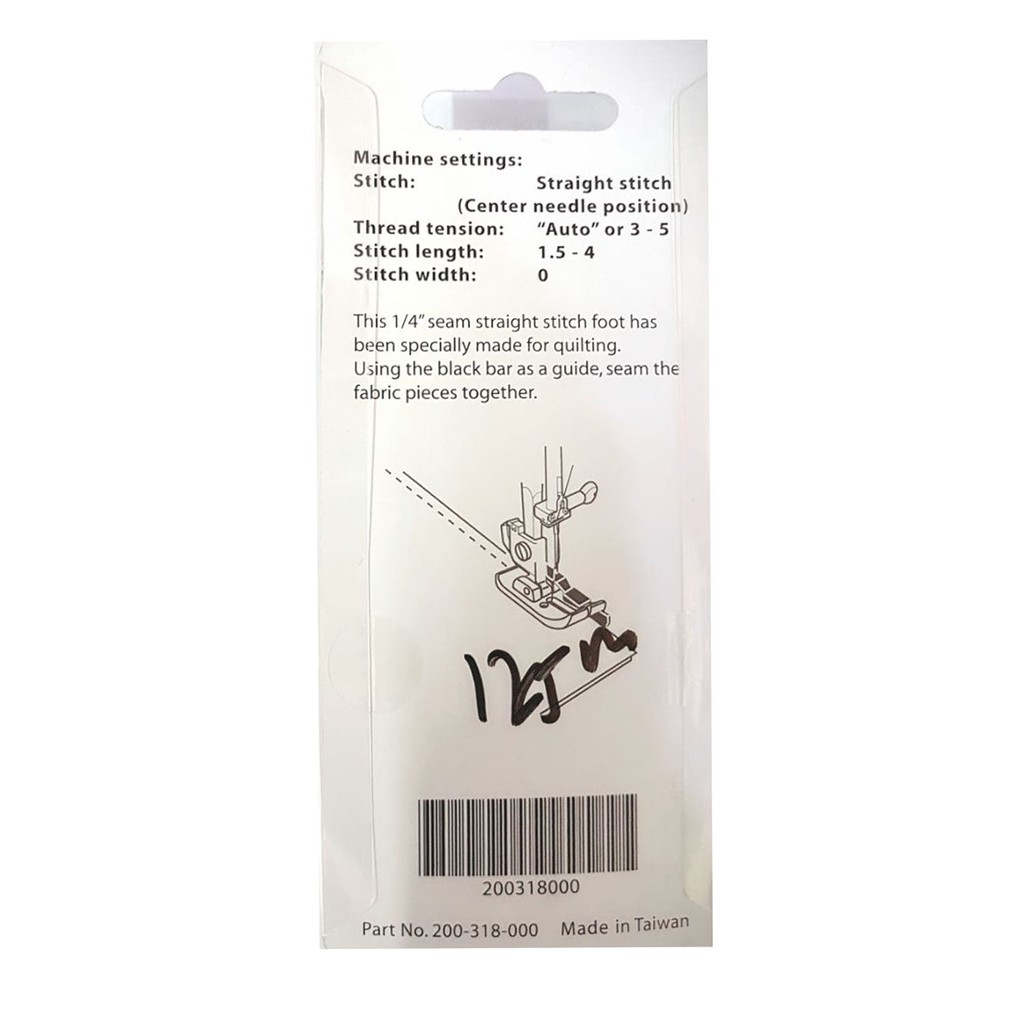 Machine settings:
Stitch: Straight stitch
(Center needle position)
Thread tension: “Auto” or 3 - 5
Stitch length: 1.5 - 4
Stitch width: 0
This 1/4” seam straight stitch foot has
been specially made for quilting.
Using the black bar as a guide, seam the
fabric pieces together.
125
200318000
Part No. 200-318-000 Made in Taiwan